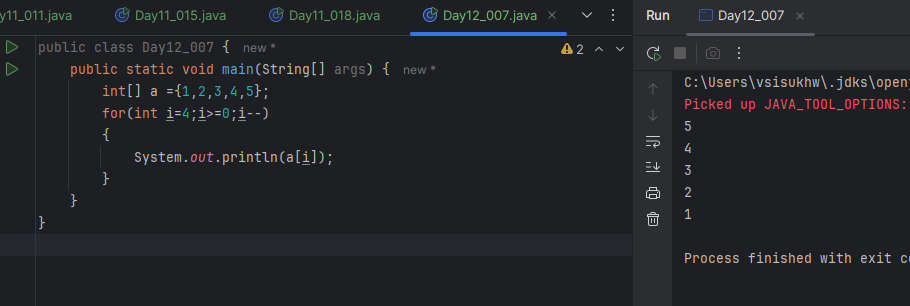 y11_011.java Day11_015.java Day11_018.java Day12_007.java
public class Day12_007 { new *
2
public static void main(String[] args) { new *
int[] a ={1,2,3,4,5};
for(int i=4;i>=0;i--)
{
System.out.println(a[i]);
}
}
}
Run Day12_007
C:\Users\vsisukhw\.jdks\openj
Picked up JAVA_TOOL_OPTIONS:
5
4
3
2
1
Process finished with exit co